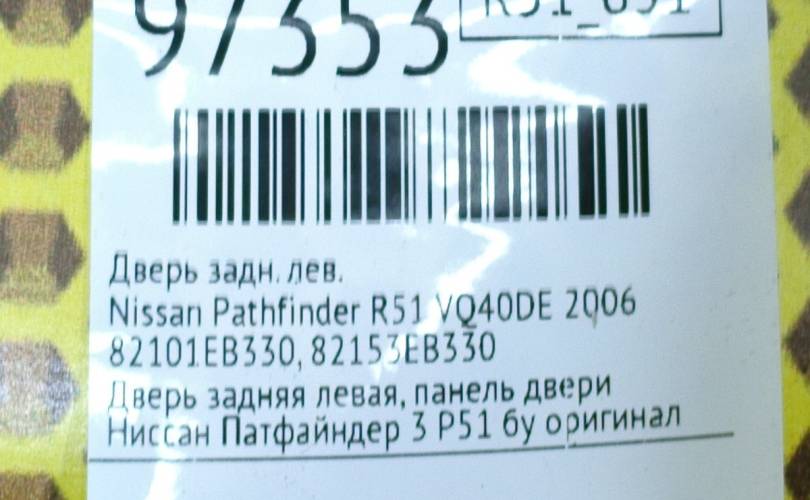 97353
R51_051
Дверь задн. лев.
Nissan Pathfinder R51 VQ40DE 2006
82101EB330, 82153EB330
Дверь задняя левая, панель двери
Ниссан Патфайндер 3 Р51 бу оригинал